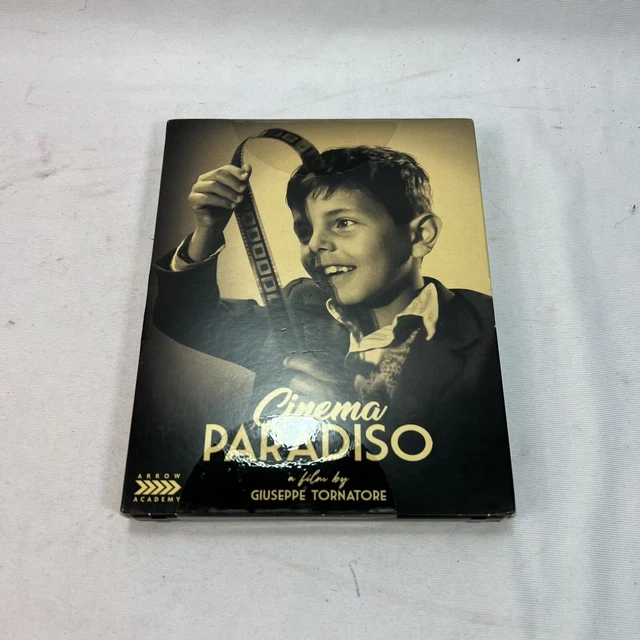 Cinema
PARADISO
a film by
GIUSEPPE TORNATORE
ARROW
ACADEMY